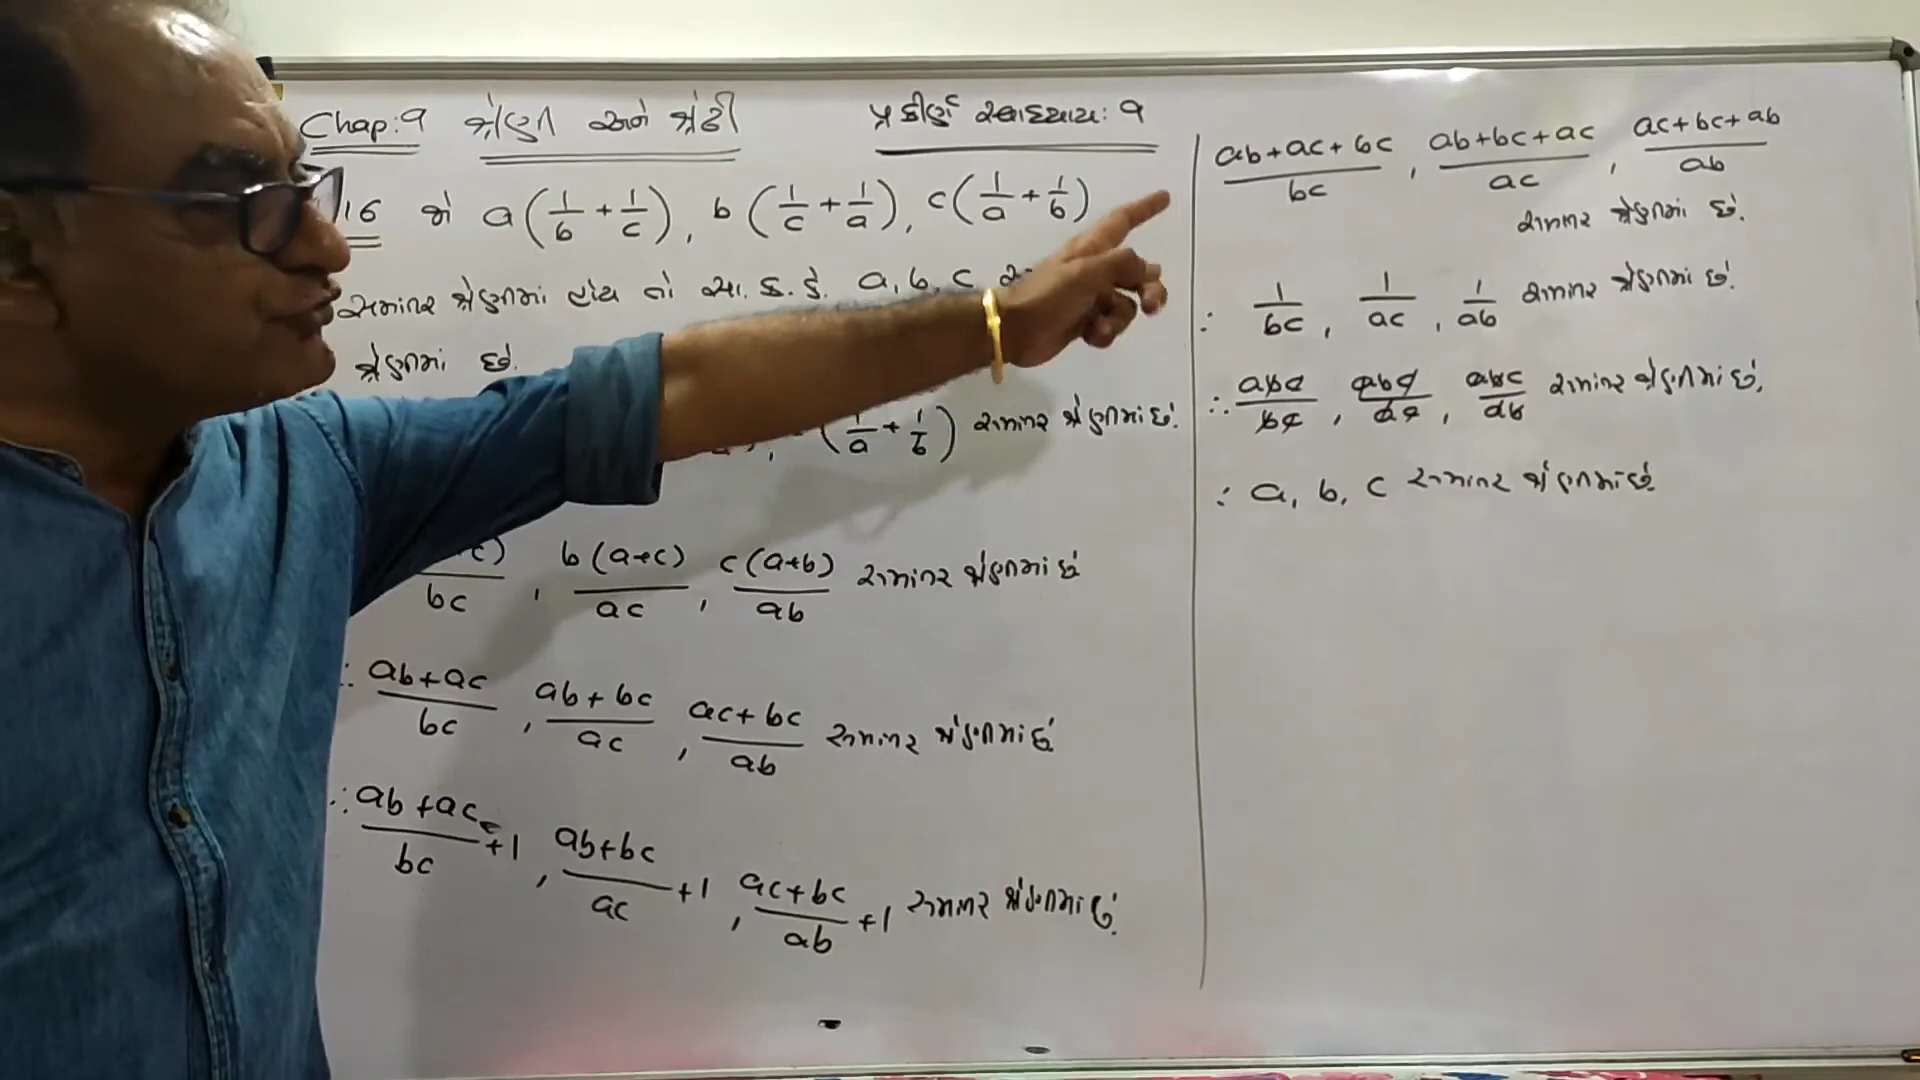 Chap: ૧ શ્રેણી અને શ્રેઢી પ્રકીર્ણ સ્વાધ્યાય: ૧
16 જો a(1/b + 1/c), b(1/c + 1/a), c(1/a + 1/b)
સમાંતર શ્રેણીમાં હોય તો સા. ક. કે. a, b, c
શ્રેણીમાં છે.
(1/a + 1/b) સમાંતર શ્રેણીમાં છે.
c)/bc, b(a+c)/ac, c(a+b)/ab સમાંતર શ્રેણીમાં છે
∴ ab+ac/bc, ab+bc/ac, ac+bc/ab સમાંતર શ્રેણીમાં છે
∴ ab+ac/bc +1, ab+bc/ac +1, ac+bc/ab +1 સમાંતર શ્રેણીમાં છે.
ab+ac+bc/bc, ab+bc+ac/ac, ac+bc+ab/ab
સમાંતર શ્રેણીમાં છે.
∴ 1/bc, 1/ac, 1/ab સમાંતર શ્રેણીમાં છે.
∴ abc/bc, abc/ac, abc/ab સમાંતર શ્રેણીમાં છે.
∴ a, b, c સમાંતર શ્રેણીમાં છે